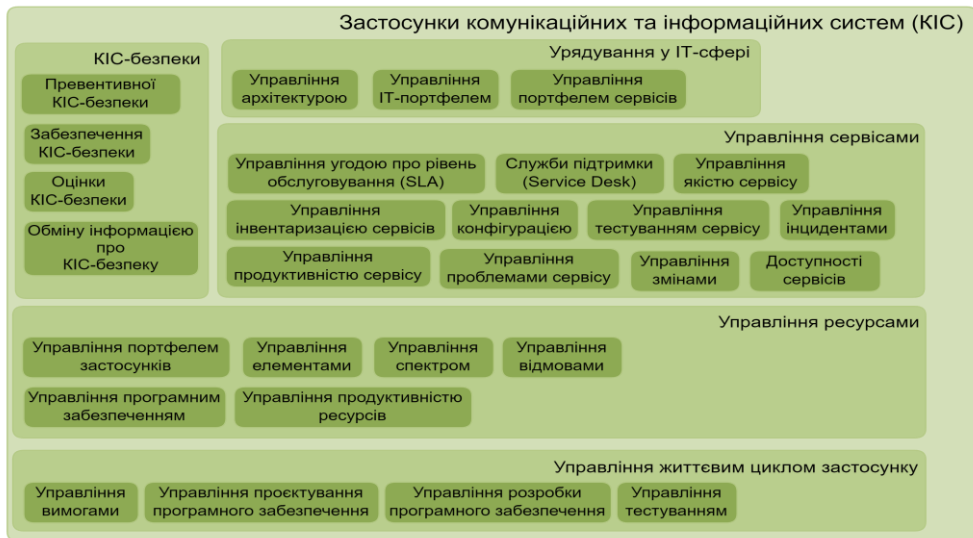 Застосунки комунікаційних та інформаційних систем (КІС)
КІС-безпеки
Превентивної
КІС-безпеки
Забезпечення
КІС-безпеки
Оцінки
КІС-безпеки
Обміну інформацією
про
КІС-безпеку
Урядування у ІТ-сфері
Управління
архітектурою
Управління
ІТ-портфелем
Управління
портфелем сервісів
Управління сервісами
Управління угодою про рівень
обслуговування (SLA)
Служби підтримки
(Service Desk)
Управління
якістю сервісу
Управління
інвентаризацією сервісів
Управління
конфігурацією
Управління
тестуванням сервісу
Управління
інцидентами
Управління
продуктивністю сервісу
Управління
проблемами сервісу
Управління
змінами
Доступності
сервісів
Управління ресурсами
Управління портфелем
застосунків
Управління
елементами
Управління
спектром
Управління
відмовами
Управління програмним
забезпеченням
Управління продуктивністю
ресурсів
Управління життєвим циклом застосунку
Управління
вимогами
Управління проєктування
програмного забезпечення
Управління розробки
програмного забезпечення
Управління
тестуванням